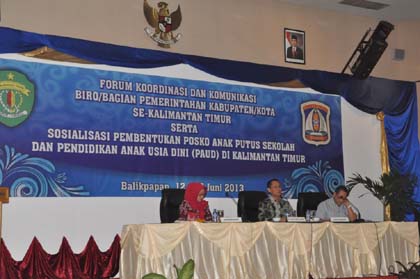 FORUM KOORDINASI DAN KOMUNIKASI
BIRO/BAGIAN PEMERINTAHAN KABUPATEN/KOTA
SE-KALIMANTAN TIMUR
SERTA
SOSIALISASI PEMBENTUKAN POSKO ANAK PUTUS SEKOLAH
DAN PENDIDIKAN ANAK USIA DINI (PAUD) DI KALIMANTAN TIMUR
Balikpapan, 12 Juni 2013